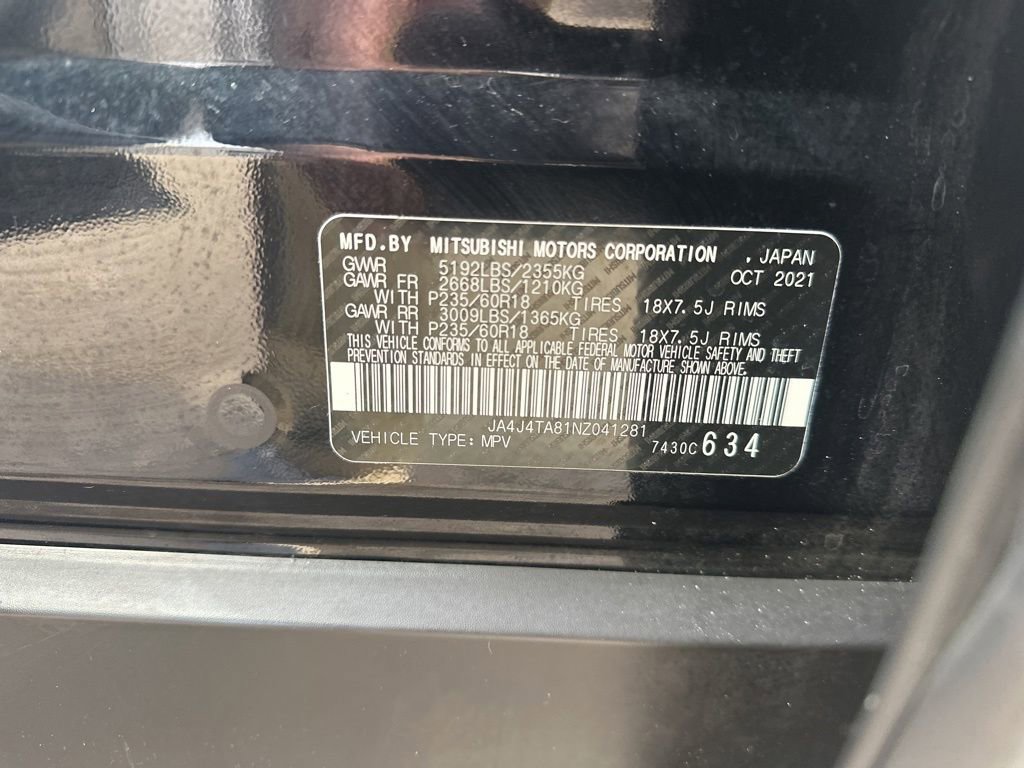 MFD.BY MITSUBISHI MOTORS CORPORATION , JAPAN
GVWR 5192LBS/2355KG OCT 2021
GAWR FR 2668LBS/1210KG
WITH P235/60R18 TIRES 18X7.5J RIMS
GAWR RR 3009LBS/1365KG
WITH P235/60R18 TIRES 18X7.5J RIMS
THIS VEHICLE CONFORMS TO ALL APPLICABLE FEDERAL MOTOR VEHICLE SAFETY AND THEFT
PREVENTION STANDARDS IN EFFECT ON THE DATE OF MANUFACTURE SHOWN ABOVE.
JA4J4TA81NZ041281
VEHICLE TYPE: MPV 7430C 634